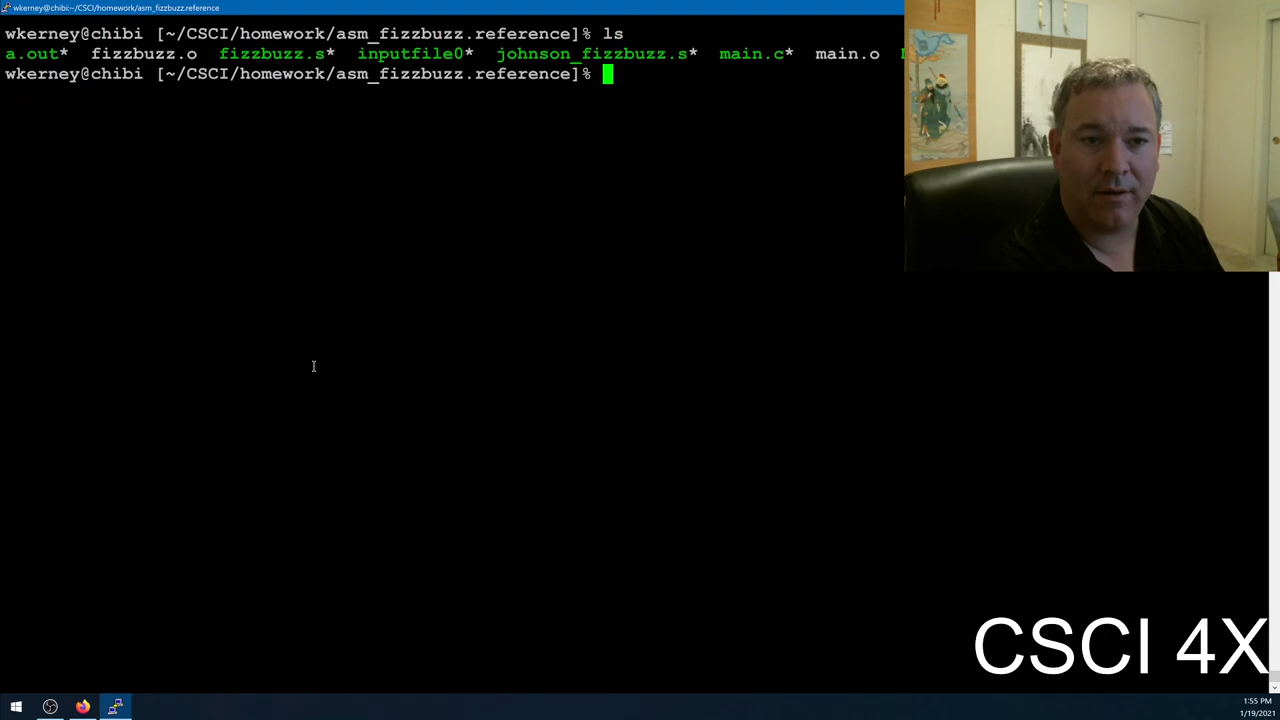 wkerney@chibi:~/CSCI/homework/asm_fizzbuzz.reference
wkerney@chibi [~/CSCI/homework/asm_fizzbuzz.reference]% ls
a.out* fizzbuzz.o fizzbuzz.s* inputfile0* johnson_fizzbuzz.s* main.c* main.o
wkerney@chibi [~/CSCI/homework/asm_fizzbuzz.reference]%
CSCI 4X
1:55 PM
1/19/2021